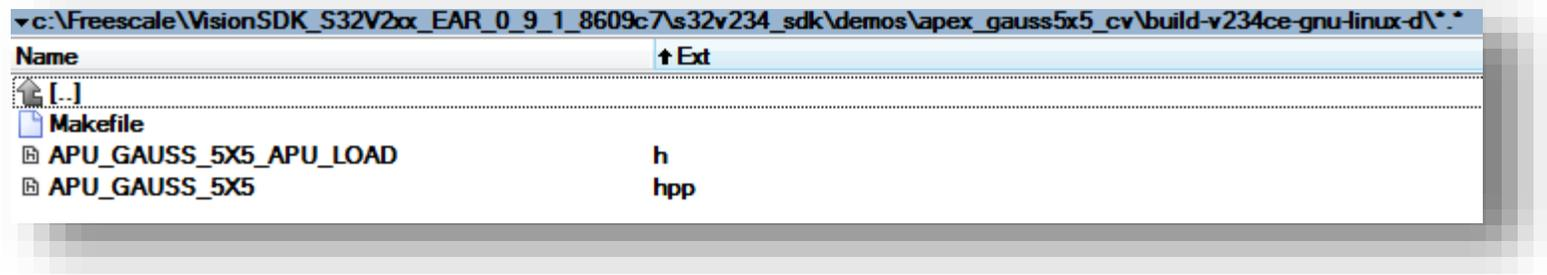 ▾c:\Freescale\VisionSDK_S32V2xx_EAR_0_9_1_8609c7\s32v234_sdk\demos\apex_gauss5x5_cv\build-v234ce-gnu-linux-d\*.*
Name ↑Ext
[..]
Makefile
APU_GAUSS_5X5_APU_LOAD h
APU_GAUSS_5X5 hpp